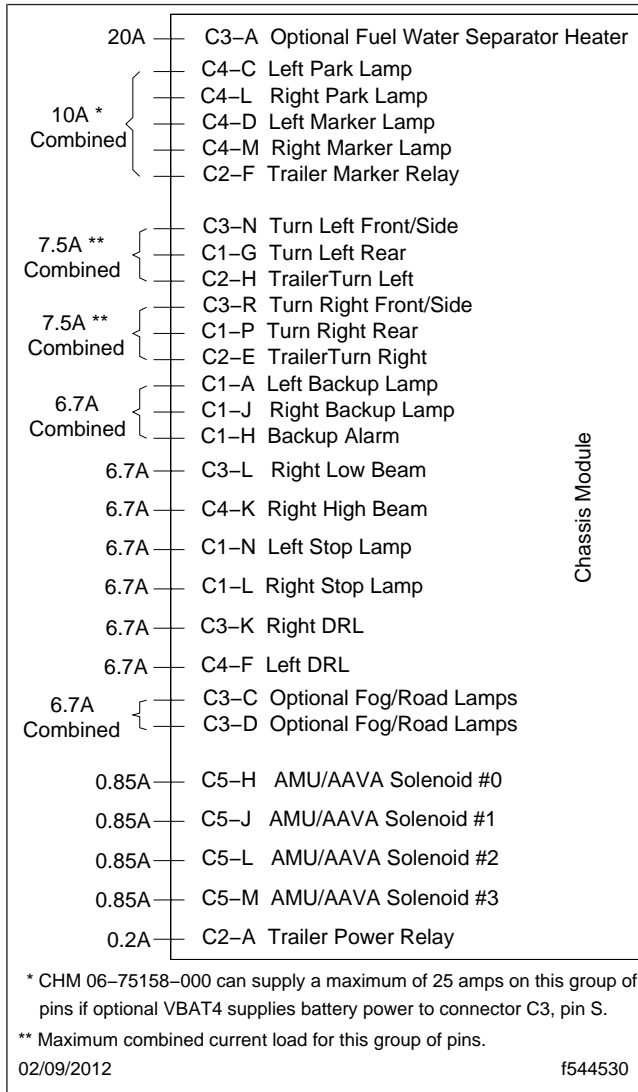 20A C3–A Optional Fuel Water Separator Heater
C4–C Left Park Lamp
C4–L Right Park Lamp
10A *
Combined
C4–D Left Marker Lamp
C4–M Right Marker Lamp
C2–F Trailer Marker Relay
C3–N Turn Left Front/Side
7.5A **
Combined
C1–G Turn Left Rear
C2–H TrailerTurn Left
C3–R Turn Right Front/Side
7.5A **
Combined
C1–P Turn Right Rear
C2–E TrailerTurn Right
C1–A Left Backup Lamp
6.7A
Combined
C1–J Right Backup Lamp
C1–H Backup Alarm
6.7A C3–L Right Low Beam
6.7A C4–K Right High Beam
6.7A C1–N Left Stop Lamp
6.7A C1–L Right Stop Lamp
6.7A C3–K Right DRL
6.7A C4–F Left DRL
6.7A
Combined
C3–C Optional Fog/Road Lamps
C3–D Optional Fog/Road Lamps
0.85A C5–H AMU/AAVA Solenoid #0
0.85A C5–J AMU/AAVA Solenoid #1
0.85A C5–L AMU/AAVA Solenoid #2
0.85A C5–M AMU/AAVA Solenoid #3
0.2A C2–A Trailer Power Relay
Chassis Module
* CHM 06–75158–000 can supply a maximum of 25 amps on this group of
pins if optional VBAT4 supplies battery power to connector C3, pin S.
** Maximum combined current load for this group of pins.
02/09/2012 f544530